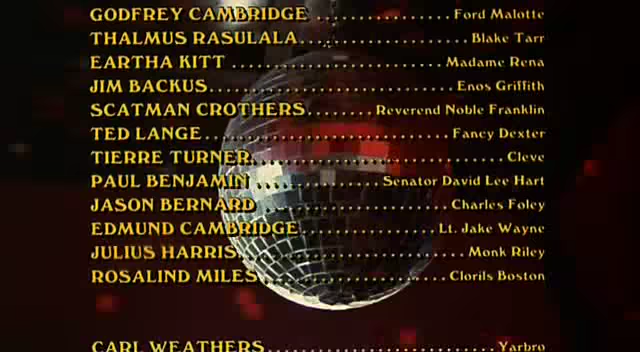 GODFREY CAMBRIDGE ................ Ford Malotte
THALMUS RASULALA..................... Blake Tarr
EARTHA KITT .......................... Madame Rena
JIM BACKUS.............................. Enos Griffith
SCATMAN CROTHERS....... Reverend Noble Franklin
TED LANGE............................. Fancy Dexter
TIERRE TURNER................................ Cleve
PAUL BENJAMIN .............. Senator David Lee Hart
JASON BERNARD...................... Charles Foley
EDMUND CAMBRIDGE............... Lt. Jake Wayne
JULIUS HARRIS......................... Monk Riley
ROSALIND MILES..................... Clorils Boston
CARL WEATHERS......................... Yarbro